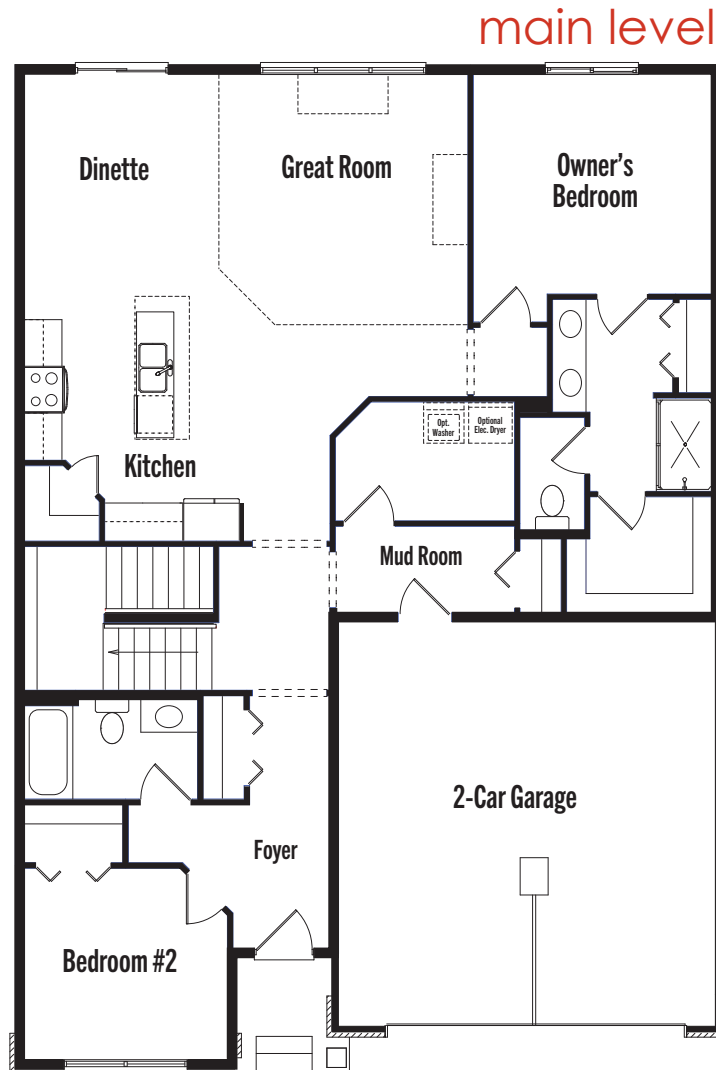 main level
Dinette
Great Room
Owner's
Bedroom
Opt.
Washer
Optional
Elec. Dryer
Kitchen
Mud Room
2-Car Garage
Foyer
Bedroom #2